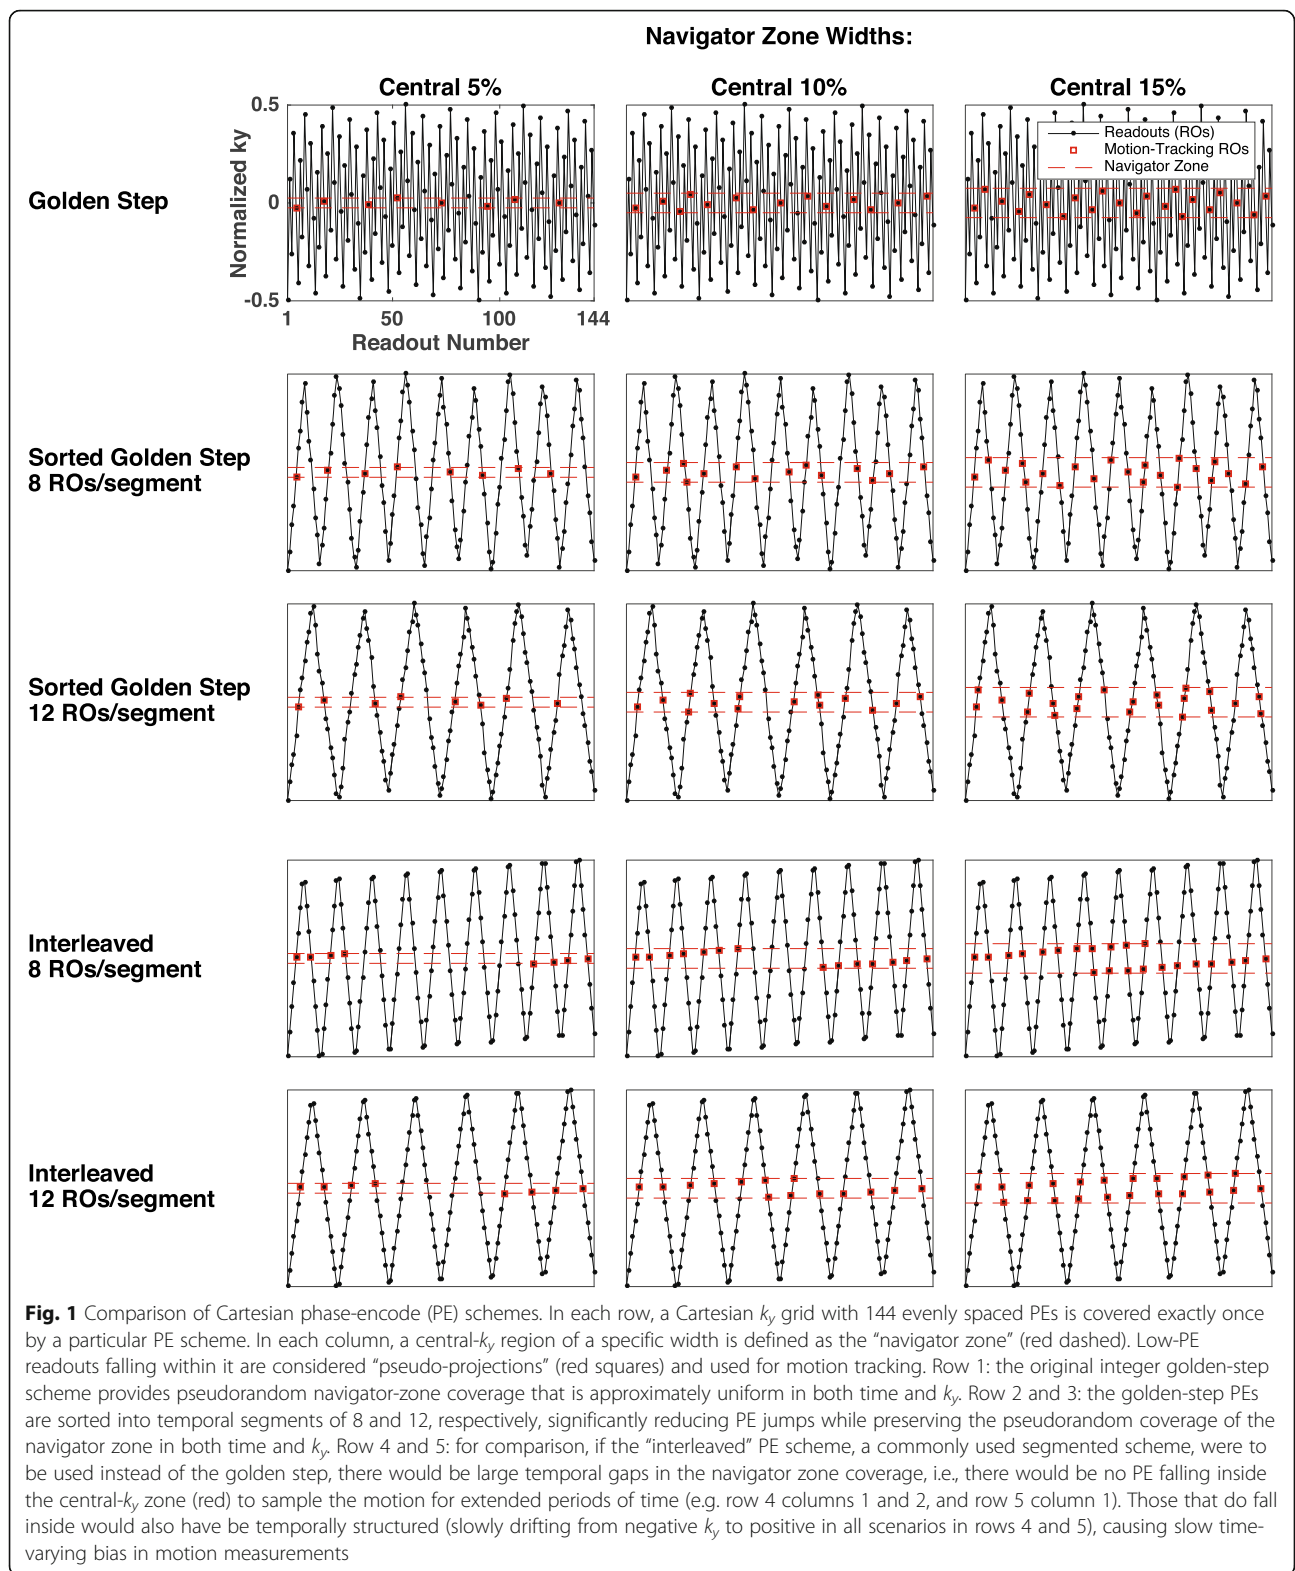 Navigator Zone Widths:
Central 5%
Central 10%
Central 15%
Golden Step
Normalized ky
0.5
0
-0.5
1
50
100
144
Readout Number
Readouts (ROs)
Motion-Tracking ROs
Navigator Zone
Sorted Golden Step
8 ROs/segment
Sorted Golden Step
12 ROs/segment
Interleaved
8 ROs/segment
Interleaved
12 ROs/segment
Fig. 1 Comparison of Cartesian phase-encode (PE) schemes. In each row, a Cartesian ky grid with 144 evenly spaced PEs is covered exactly once
by a particular PE scheme. In each column, a central-ky region of a specific width is defined as the “navigator zone” (red dashed). Low-PE
readouts falling within it are considered “pseudo-projections” (red squares) and used for motion tracking. Row 1: the original integer golden-step
scheme provides pseudorandom navigator-zone coverage that is approximately uniform in both time and ky. Row 2 and 3: the golden-step PEs
are sorted into temporal segments of 8 and 12, respectively, significantly reducing PE jumps while preserving the pseudorandom coverage of the
navigator zone in both time and ky. Row 4 and 5: for comparison, if the “interleaved” PE scheme, a commonly used segmented scheme, were to
be used instead of the golden step, there would be large temporal gaps in the navigator zone coverage, i.e., there would be no PE falling inside
the central-ky zone (red) to sample the motion for extended periods of time (e.g. row 4 columns 1 and 2, and row 5 column 1). Those that do fall
inside would also have be temporally structured (slowly drifting from negative ky to positive in all scenarios in rows 4 and 5), causing slow time-
varying bias in motion measurements